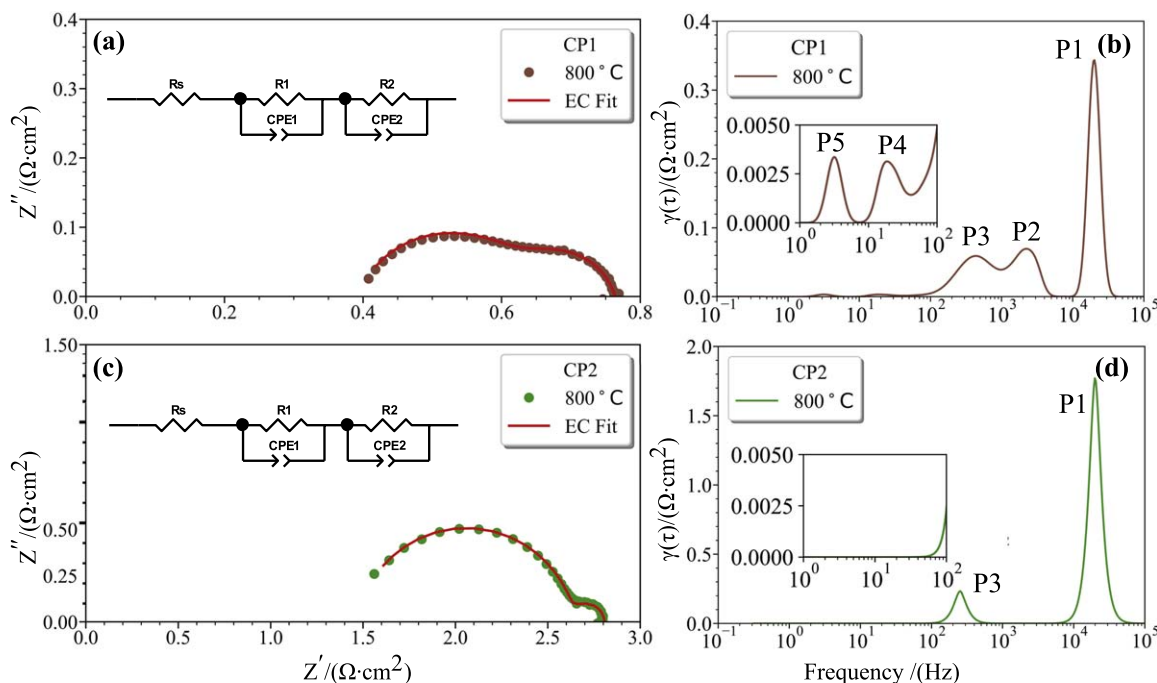 (a)
CP1
800°C
EC Fit
Rs
R1
R2
CPE1
CPE2
Z″/(Ω·cm²)
0.4
0.3
0.2
0.1
0.0
0.0 0.2 0.4 0.6 0.8
(b)
CP1
800°C
P1
P2
P3
γ(τ)/(Ω·cm²)
0.4
0.3
0.2
0.1
0.0
10⁻¹ 10⁰ 10¹ 10² 10³ 10⁴ 10⁵
0.0050
0.0025
0.0000
P5 P4
10⁰ 10¹ 10²
(c)
CP2
800°C
EC Fit
Rs
R1
R2
CPE1
CPE2
Z″/(Ω·cm²)
1.50
0.50
0.25
0.00
0.0 0.5 1.0 1.5 2.0 2.5 3.0
Z′/(Ω·cm²)
(d)
CP2
800°C
P1
P3
γ(τ)/(Ω·cm²)
2.0
1.5
1.0
0.5
0.0
10⁻¹ 10⁰ 10¹ 10² 10³ 10⁴ 10⁵
0.0050
0.0025
0.0000
10⁰ 10¹ 10²
Frequency /(Hz)